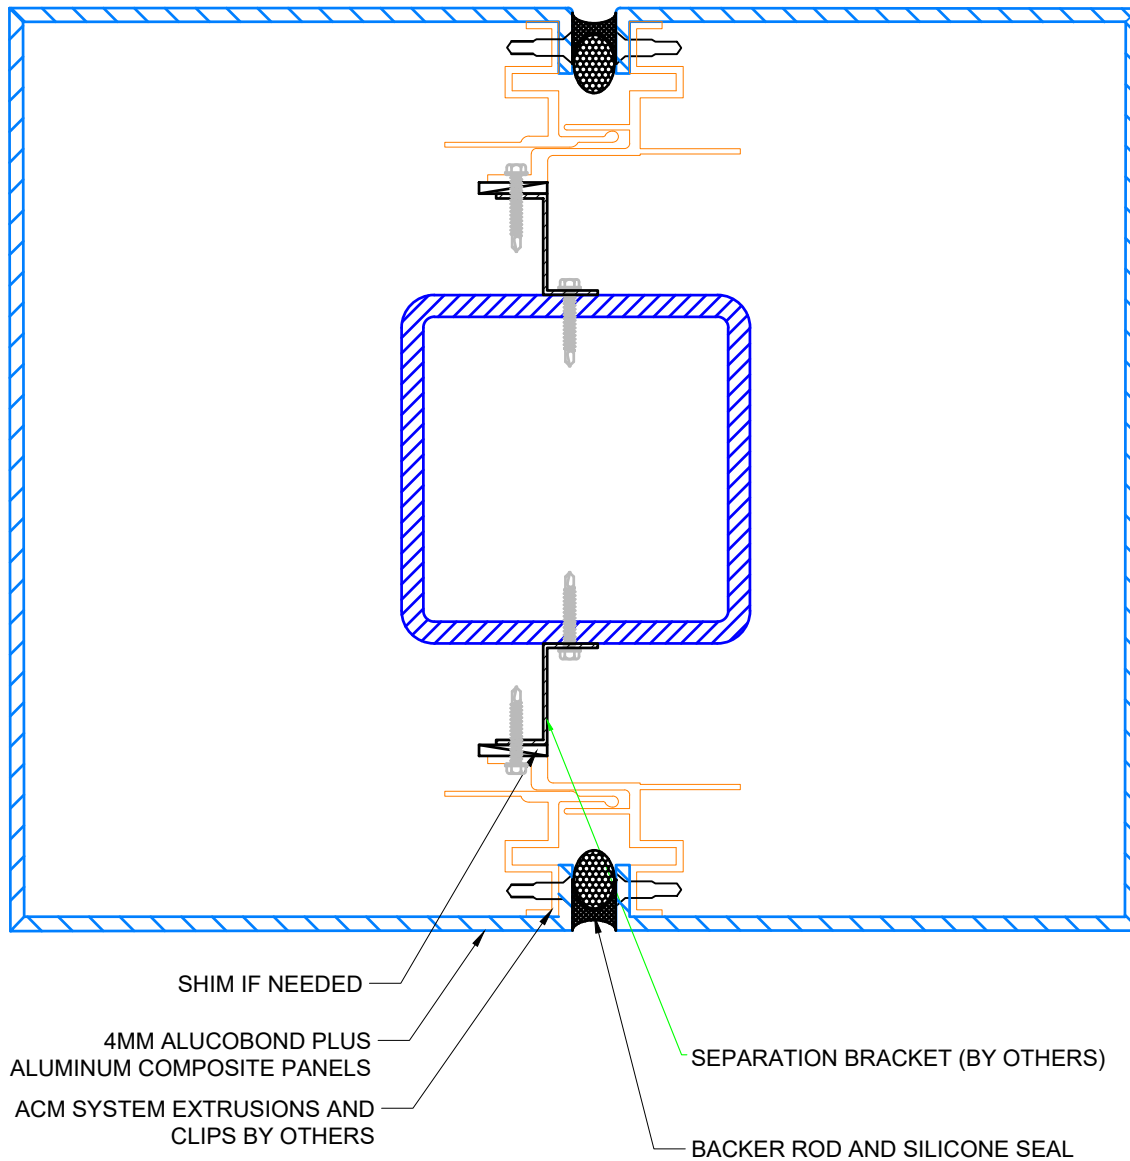 SHIM IF NEEDED
4MM ALUCOBOND PLUS
ALUMINUM COMPOSITE PANELS
ACM SYSTEM EXTRUSIONS AND
CLIPS BY OTHERS
SEPARATION BRACKET (BY OTHERS)
BACKER ROD AND SILICONE SEAL